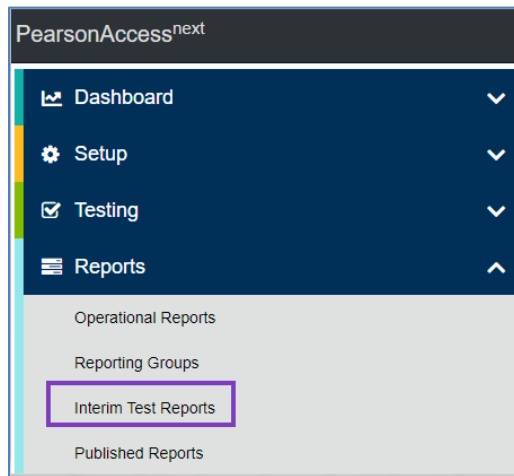 PearsonAccessnext
Dashboard
Setup
Testing
Reports
Operational Reports
Reporting Groups
Interim Test Reports
Published Reports